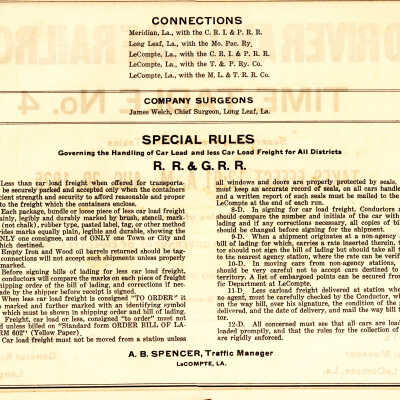 CONNECTIONS
Meridian, La., with the C. R. I. & P. R. R.
Long Leaf, La., with the Mo. Pac. Ry.
LeCompte, La., with the C. R. I. & P. R. R.
LeCompte, La., with the T. & P. Ry. Co.
LeCompte, La., with the M. L. & T. R. R. Co.
COMPANY SURGEONS
James Welch, Chief Surgeon, Long Leaf, La.
SPECIAL RULES
Governing the Handling of Car Load and less Car Load Freight for All Districts
R. R. & G. R. R.
Less than car load freight when offered for transporta-
be securely packed and accepted only when the containers
cient strength and security to afford reasonable and proper
to the freight which the containers enclose.
Each package, bundle or loose piece of less car load freight
ainly, legibly and durably marked by brush, stencil, mark-
(not chalk), rubber type, pasted label, tag, or other method
vides marks equally plain, legible and durable, showing the
ONLY one consignee, and of ONLY one Town or City and
which destined.
Empty Iron and Wood oil barrels returned should be tag-
connections will not accept such shipments unless properly
marked.
Before signing bills of lading for less car load freight,
conductors will compare the marks on each piece of freight
shipping order of the bill of lading, and corrections if nec-
ade by the shipper before receipt is signed.
When less car load freight is consigned "TO ORDER" it
marked and further marked with an identifying symbol
which must be shown in shipping order and bill of lading.
Freight, car load or less, consigned "to order" must not
d unless billed on "Standard form ORDER BILL OF LA-
RM 602" (Yellow Paper)
Car load freight must not be moved from a station unless
all windows and doors are properly protected by seals.
must keep an accurate record of seals, on all cars handle
and a written report of such seals must be mailed to the
LeCompte at the end of each run.
8-D. In signing for car load freight, Conductors
should compare the number and initials of the car with
lading and if any corrections necessary, all copies of bi
should be changed before signing for the shipment.
9-D. When a shipment originates at a non-agency
bill of lading for which, carries a rate inserted therein, t
tor should not sign the bill of lading but should take all t
to the nearest agency station, where the rate can be verif
10-D. In moving cars from non-agency stations,
should be very careful not to accept cars destined to
territory. A list of embargoed points can be secured from
fic Department at LeCompte.
11-D. Less carload freight delivered at station whe
no agent, must be carefully checked by the Conductor, wh
on the way bill, over his signature, the condition of the
delivered, and the date of delivery, and mail the way bill to
tor.
12-D. All concerned must see that all cars are loade
loaded promptly, and that the rules for the collection of
are rigidly enforced.
A. B. SPENCER, Traffic Manager
LeCOMPTE, LA.